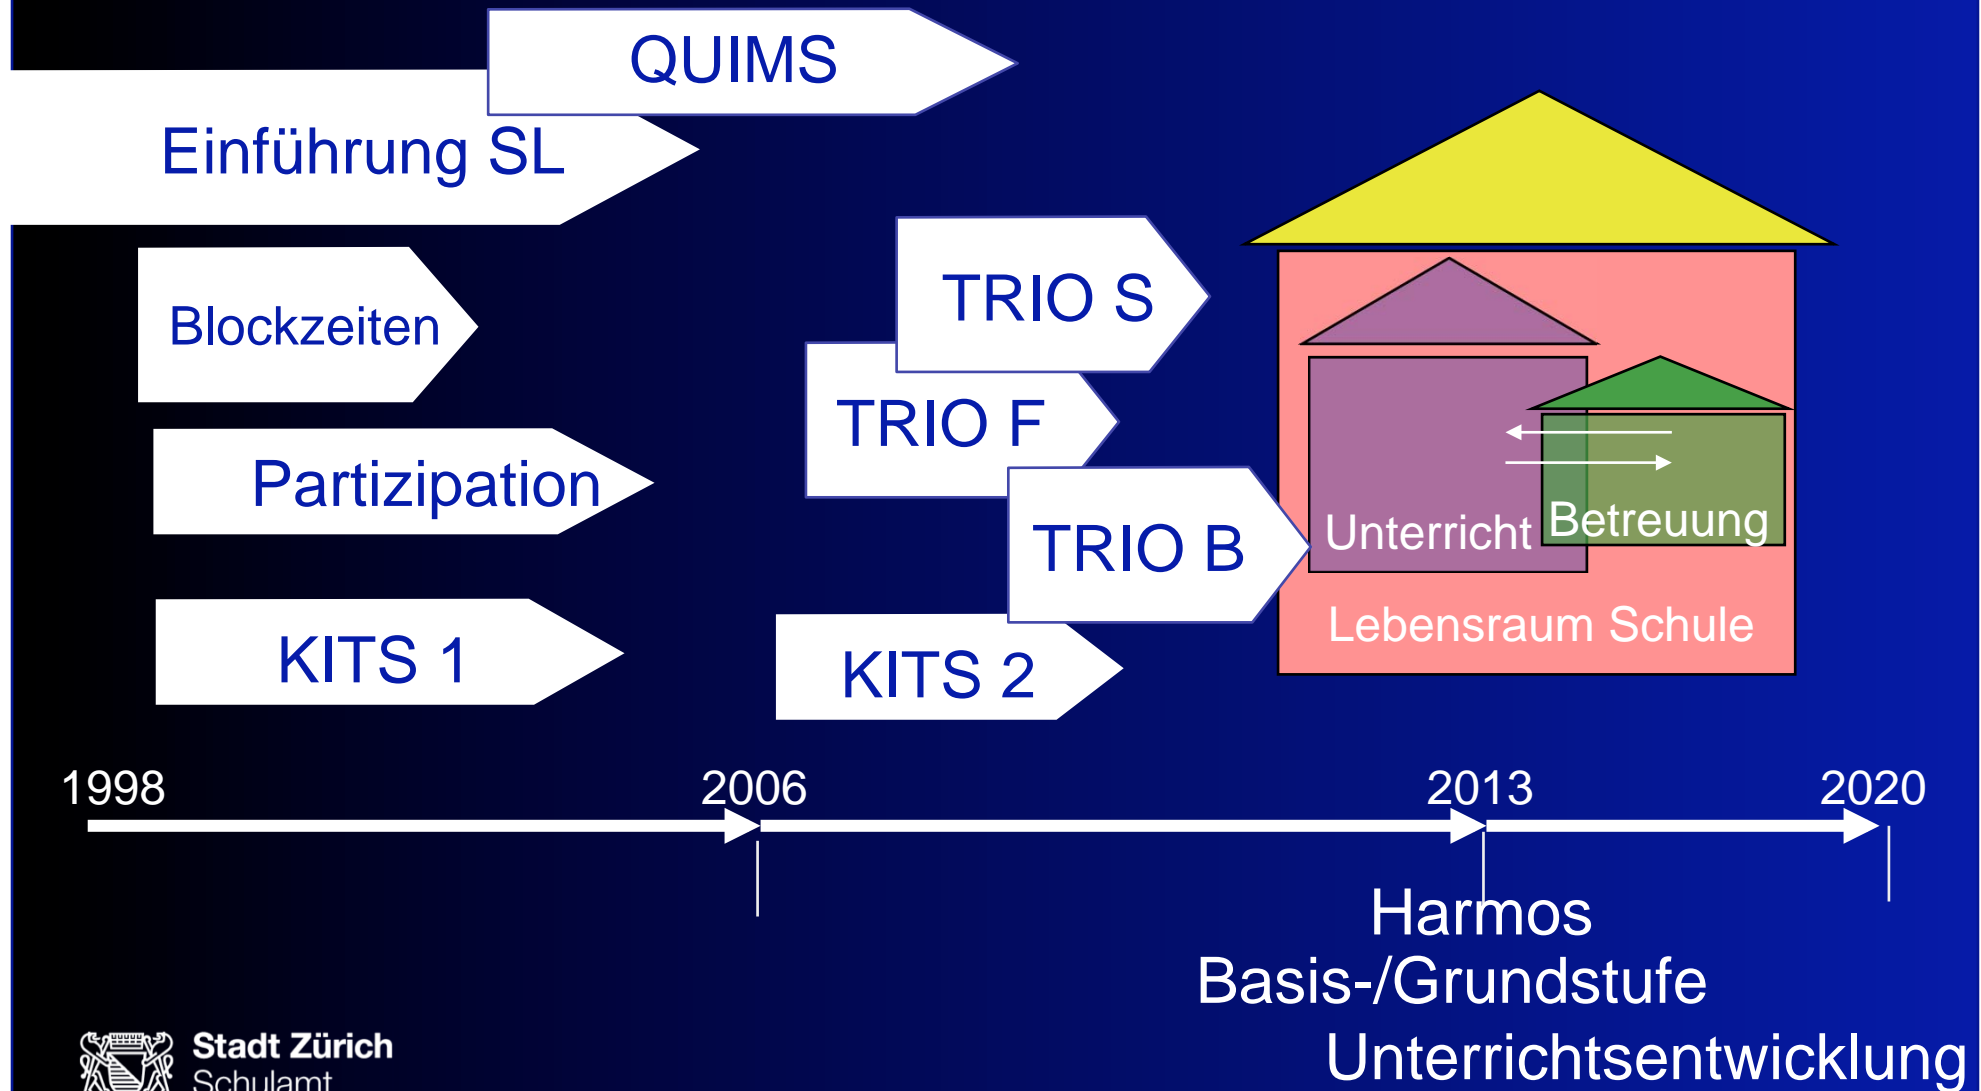 QUIMS
Einführung SL
TRIO S
Blockzeiten
TRIO F
Partizipation
TRIO B
Unterricht
Betreuung
Lebensraum Schule
KITS 1
KITS 2
1998
2006
2013
2020
Harmos
Basis-/Grundstufe
Unterrichtsentwicklung
Stadt Zürich
Schulamt